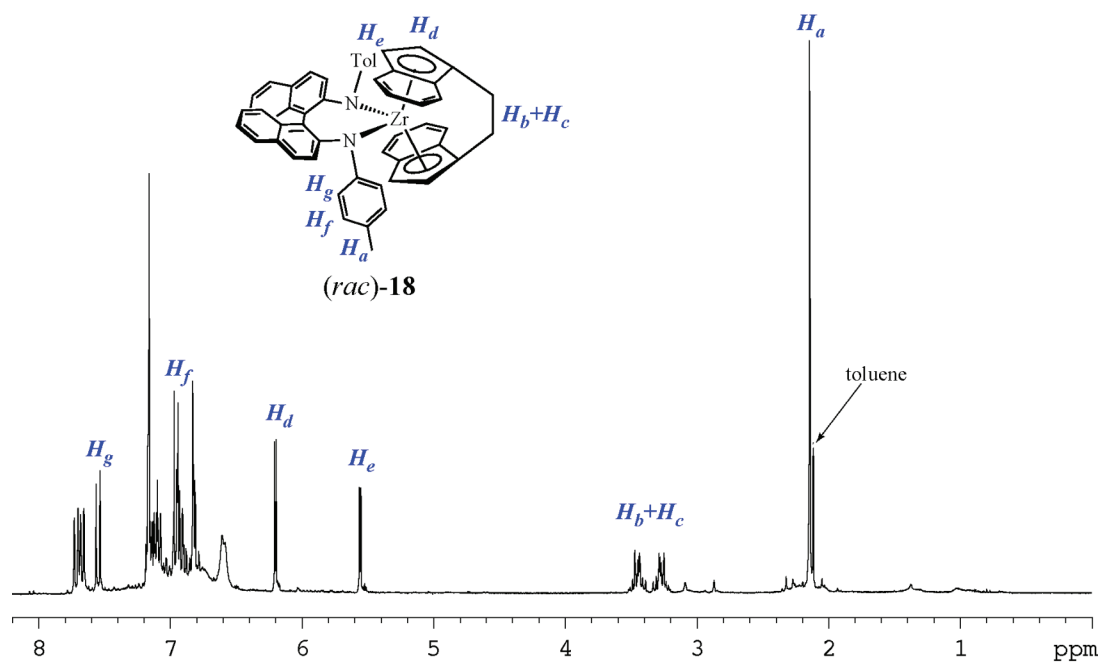 H_e
H_d
H_a
Tol
N
Zr
H_b+H_c
N
H_g
H_f
H_a
(rac)-18
H_f
toluene
H_d
H_g
H_e
H_b+H_c
8 7 6 5 4 3 2 1 ppm